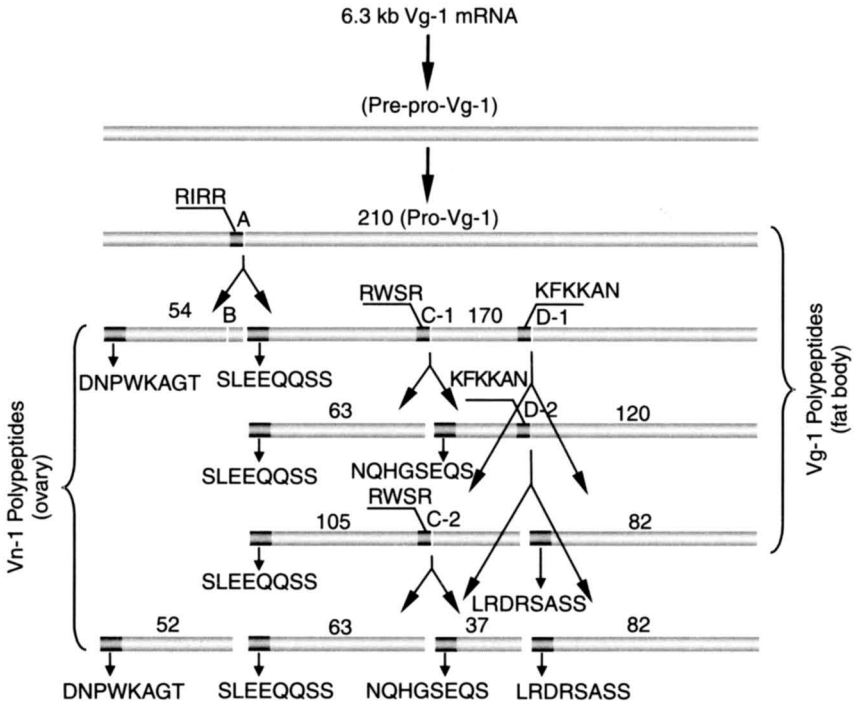 6.3 kb Vg-1 mRNA
(Pre-pro-Vg-1)
RIRR
A
210 (Pro-Vg-1)
54
B
RWSR
C-1
170
KFKKAN
D-1
DNPWKAGT
SLEEQQSS
KFKKAN
63
D-2
120
SLEEQQSS
NQHGSEQS
RWSR
105
C-2
82
SLEEQQSS
LRDRSASS
52
63
37
82
DNPWKAGT
SLEEQQSS
NQHGSEQS
LRDRSASS
Vn-1 Polypeptides
(ovary)
Vg-1 Polypeptides
(fat body)